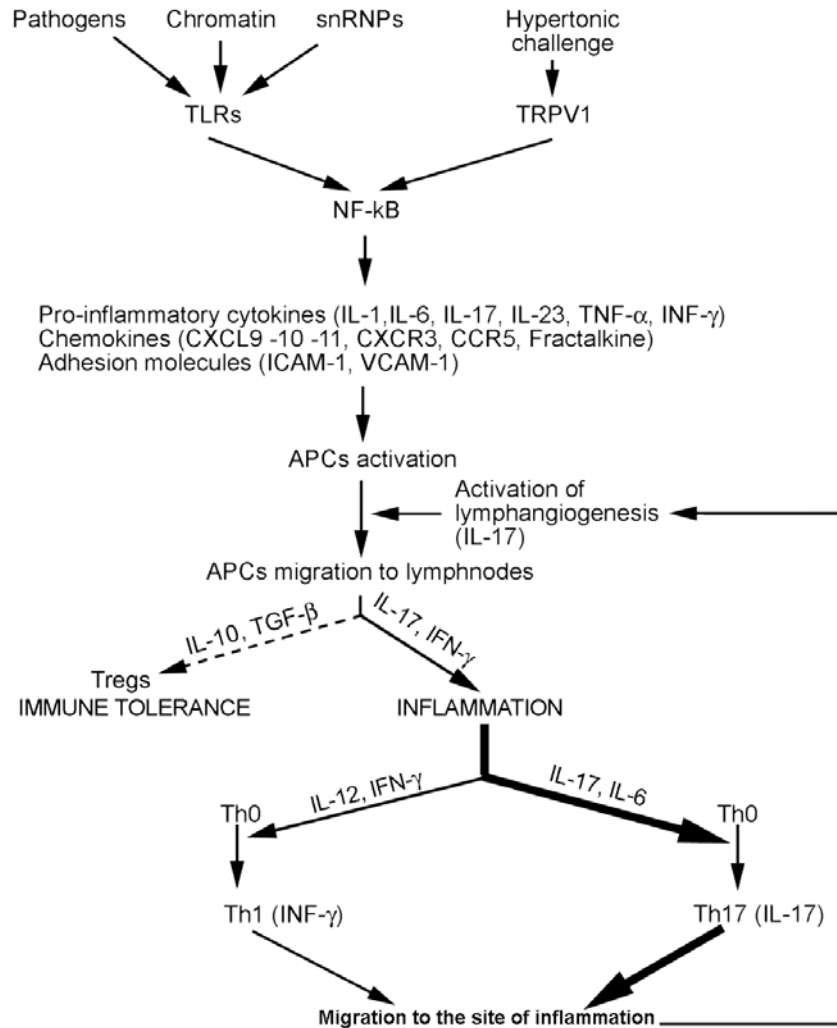 Pathogens Chromatin snRNPs Hypertonic
challenge
TLRs TRPV1
NF-kB
Pro-inflammatory cytokines (IL-1,IL-6, IL-17, IL-23, TNF-α, INF-γ)
Chemokines (CXCL9 -10 -11, CXCR3, CCR5, Fractalkine)
Adhesion molecules (ICAM-1, VCAM-1)
APCs activation
Activation of
lymphangiogenesis
(IL-17)
APCs migration to lymphnodes
IL-10, TGF-β IL-17, IFN-γ
Tregs
IMMUNE TOLERANCE INFLAMMATION
IL-12, IFN-γ IL-17, IL-6
Th0 Th0
Th1 (INF-γ) Th17 (IL-17)
Migration to the site of inflammation